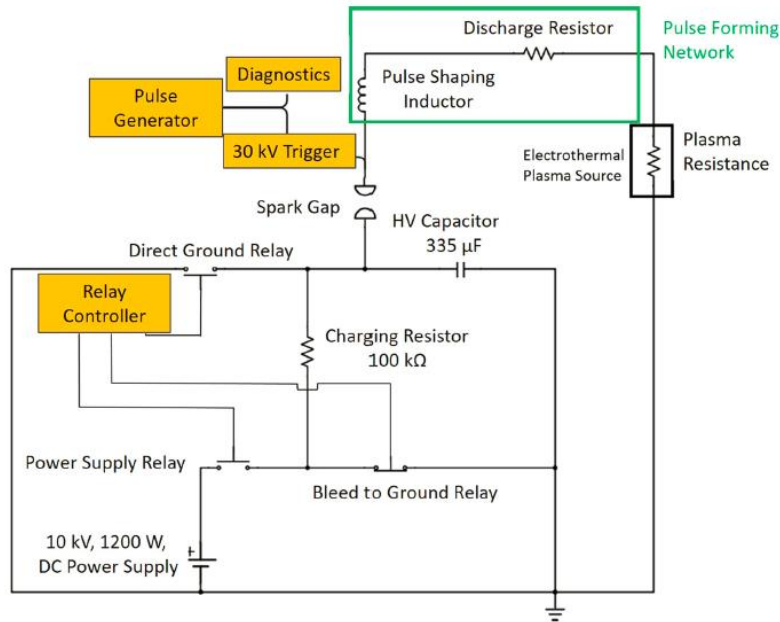 Discharge Resistor
Pulse Forming
Network
Diagnostics
Pulse Shaping
Inductor
Pulse
Generator
30 kV Trigger
Electrothermal
Plasma Source
Plasma
Resistance
Spark Gap
HV Capacitor
335 µF
Direct Ground Relay
Relay
Controller
Charging Resistor
100 kΩ
Power Supply Relay
Bleed to Ground Relay
10 kV, 1200 W,
DC Power Supply
+